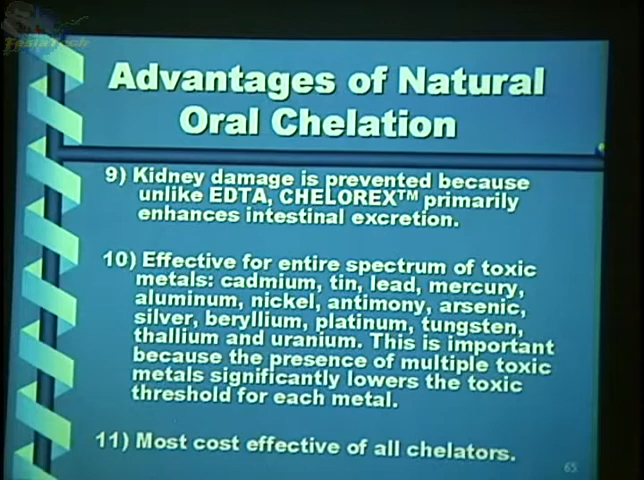 Advantages of Natural
Oral Chelation
9) Kidney damage is prevented because
unlike EDTA, CHELOREX™ primarily
enhances intestinal excretion.
10) Effective for entire spectrum of toxic
metals: cadmium, tin, lead, mercury,
aluminum, nickel, antimony, arsenic,
silver, beryllium, platinum, tungsten,
thallium and uranium. This is important
because the presence of multiple toxic
metals significantly lowers the toxic
threshold for each metal.
11) Most cost effective of all chelators.
65